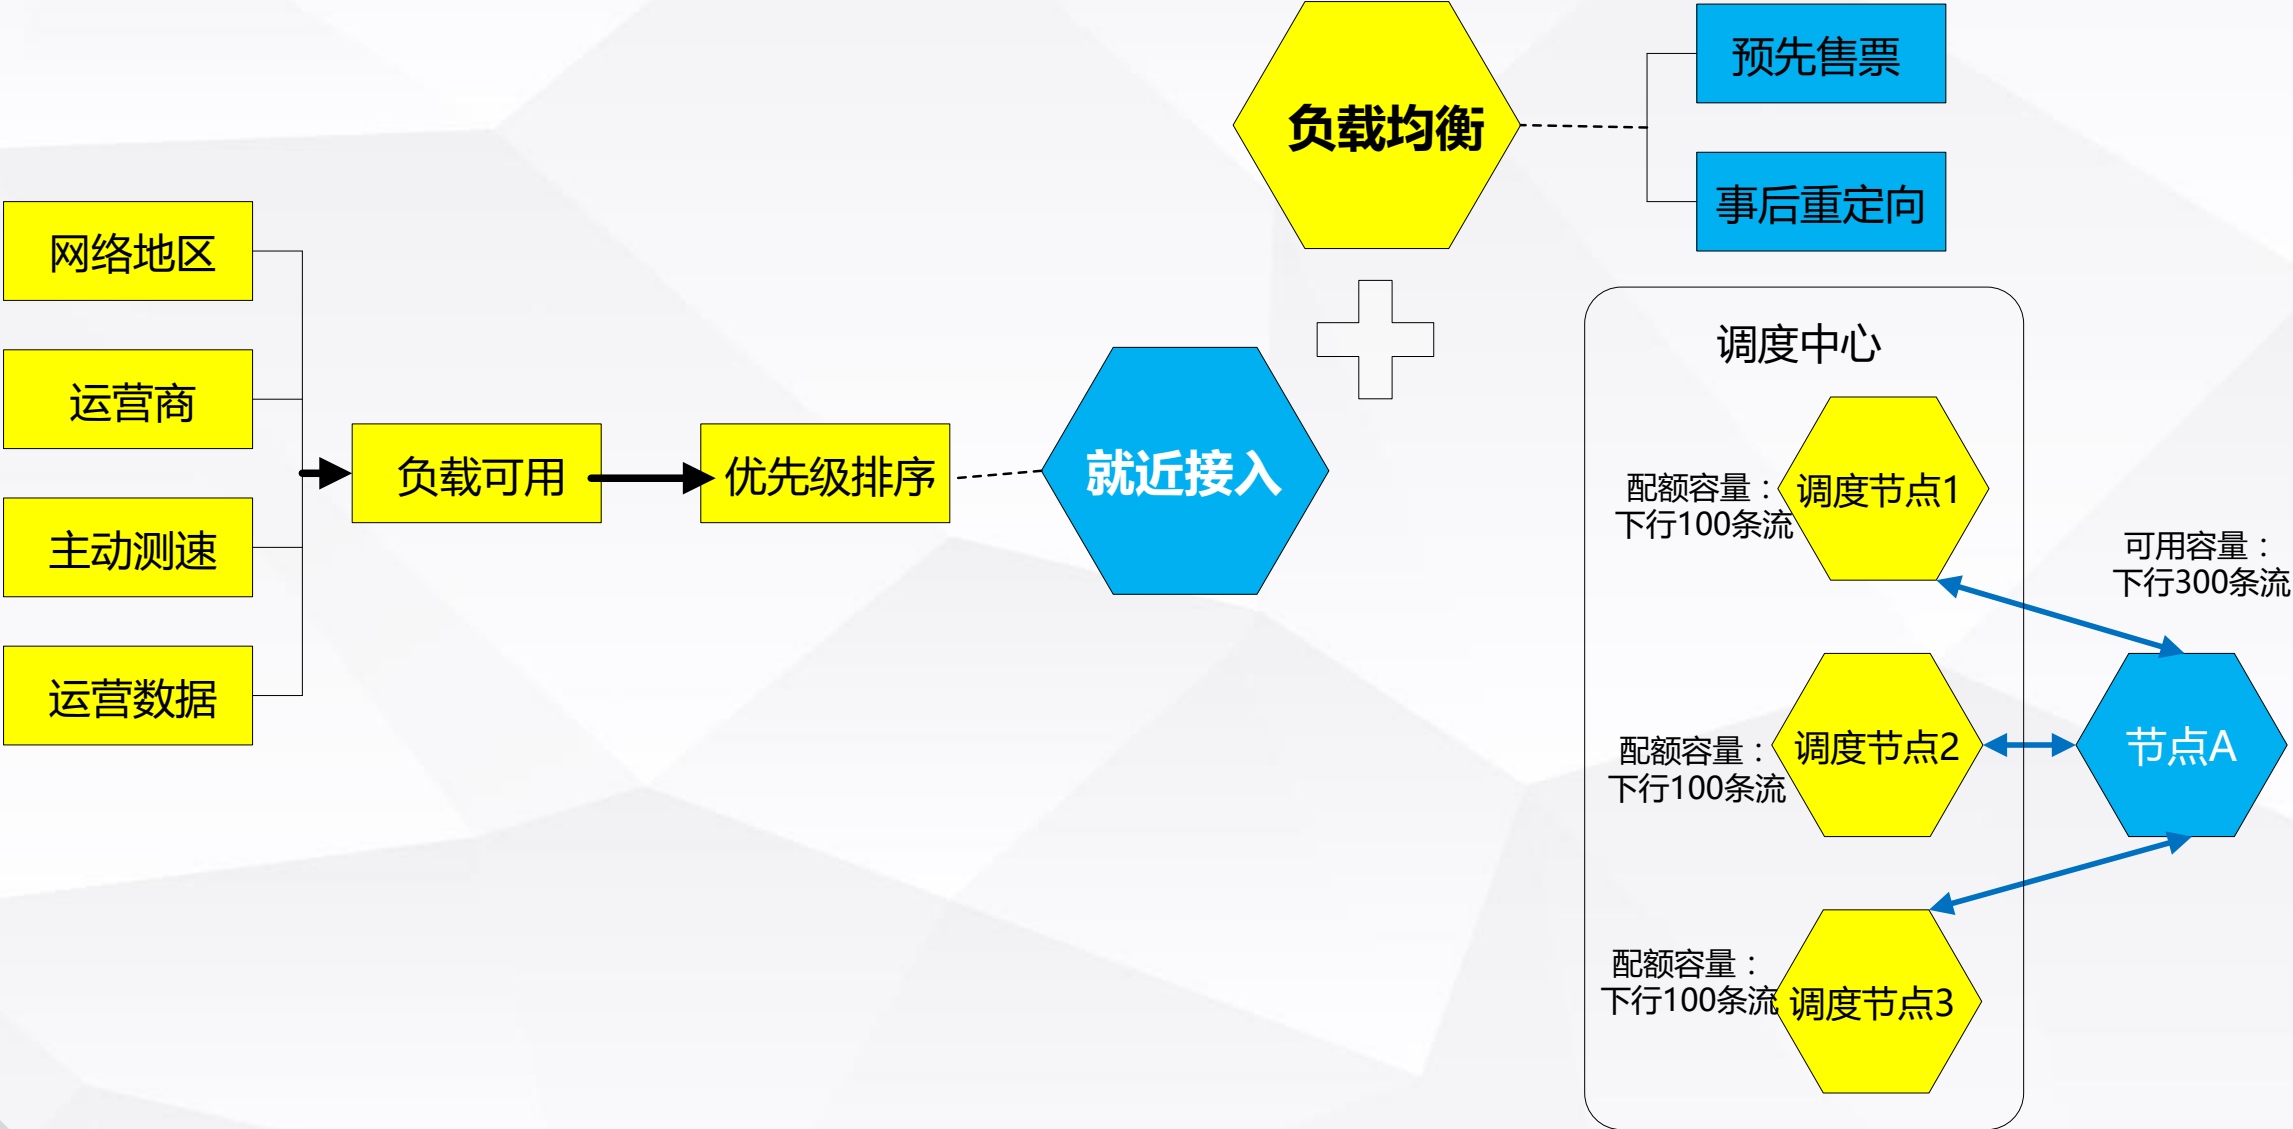 网络地区
运营商
主动测速
运营数据
负载可用
优先级排序
就近接入
负载均衡
预先售票
事后重定向
调度中心
配额容量：
下行100条流
调度节点1
配额容量：
下行100条流
调度节点2
配额容量：
下行100条流
调度节点3
可用容量：
下行300条流
节点A